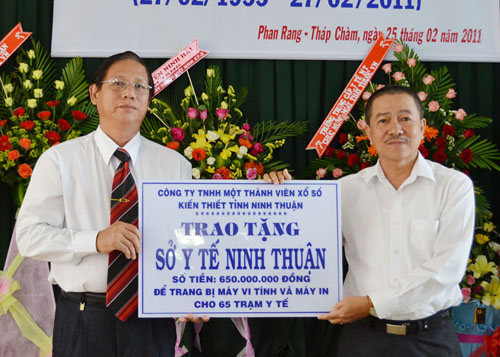 (27/02/1955 - 27/02/2011)
Phan Rang - Tháp Chàm, ngày 25 tháng 02 năm 2011
CÔNG TY TNHH MỘT THÀNH VIÊN XỔ SỐ
KIẾN THIẾT TỈNH NINH THUẬN
********************
TRAO TẶNG
SỞ Y TẾ NINH THUẬN
SỐ TIỀN: 650.000.000 ĐỒNG
ĐỂ TRANG BỊ MÁY VI TÍNH VÀ MÁY IN
CHO 65 TRẠM Y TẾ